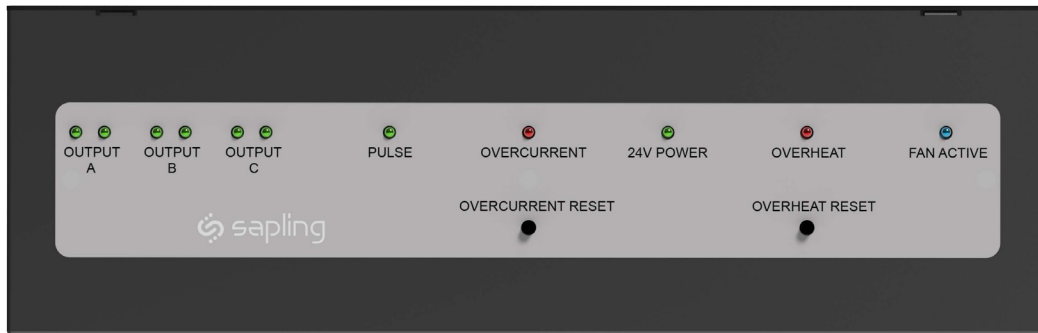 OUTPUT A
OUTPUT B
OUTPUT C
PULSE
OVERCURRENT
24V POWER
OVERHEAT
FAN ACTIVE
OVERCURRENT RESET
OVERHEAT RESET
sapling